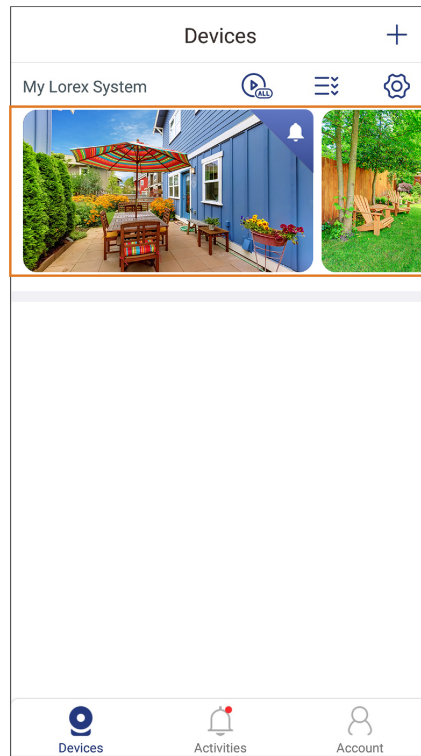 Devices
My Lorex System
ALL
Devices
Activities
Account